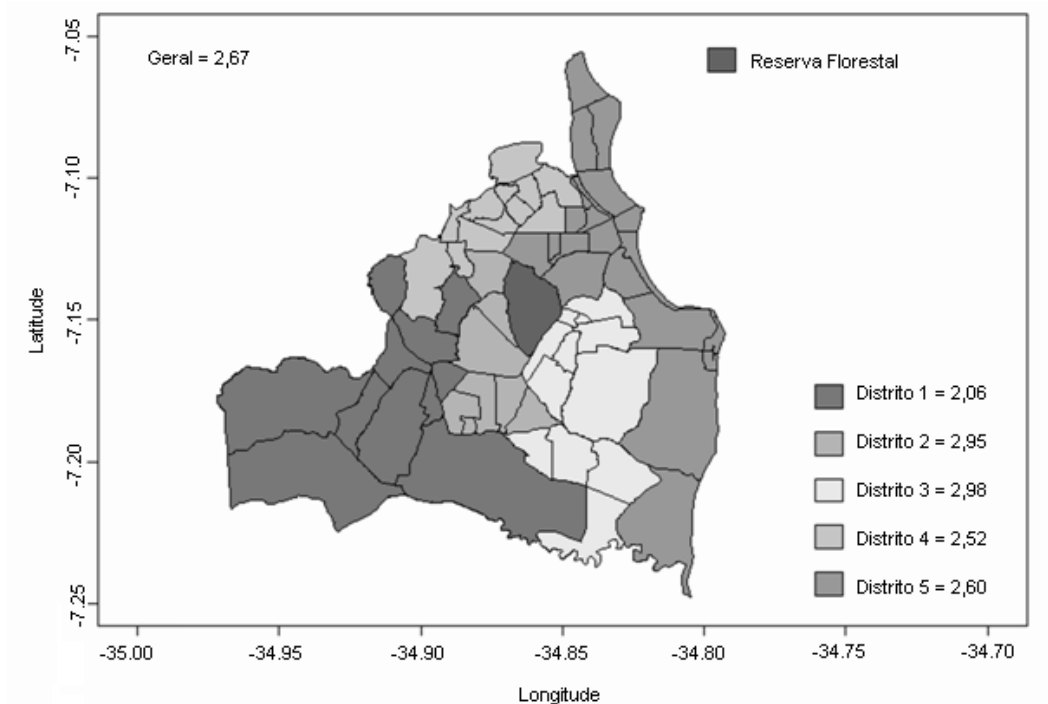 Geral = 2,67
Reserva Florestal
Latitude
-7.05
-7.10
-7.15
-7.20
-7.25
Distrito 1 = 2,06
Distrito 2 = 2,95
Distrito 3 = 2,98
Distrito 4 = 2,52
Distrito 5 = 2,60
-35.00
-34.95
-34.90
-34.85
-34.80
-34.75
-34.70
Longitude